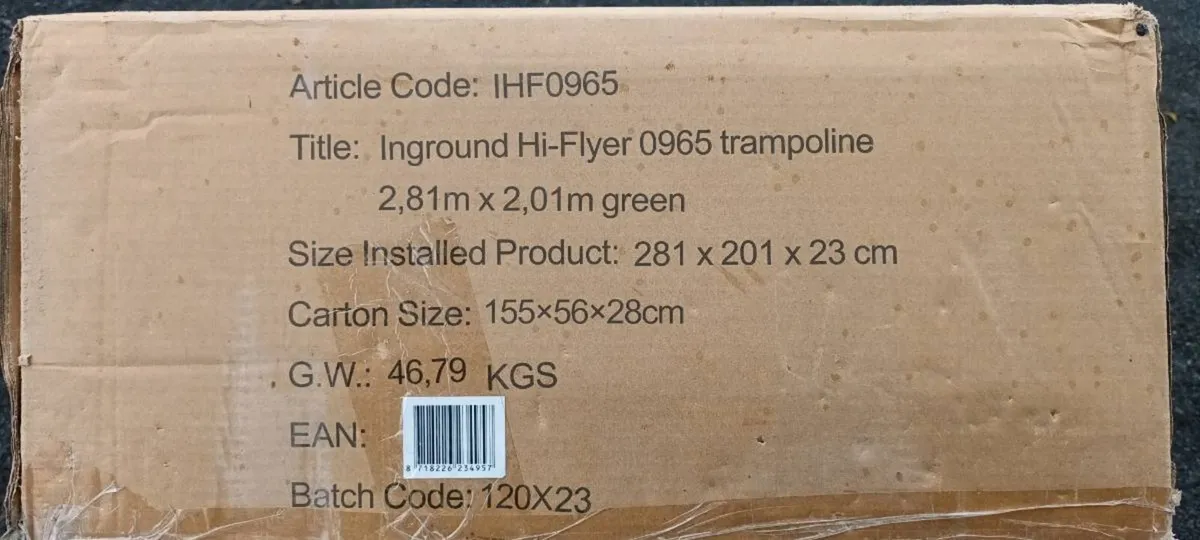 Article Code: IHF0965
Title: Inground Hi-Flyer 0965 trampoline
2,81m x 2,01m green
Size Installed Product: 281 x 201 x 23 cm
Carton Size: 155×56×28cm
G.W.: 46,79 KGS
EAN:
8 718226 234957
Batch Code: 120X23